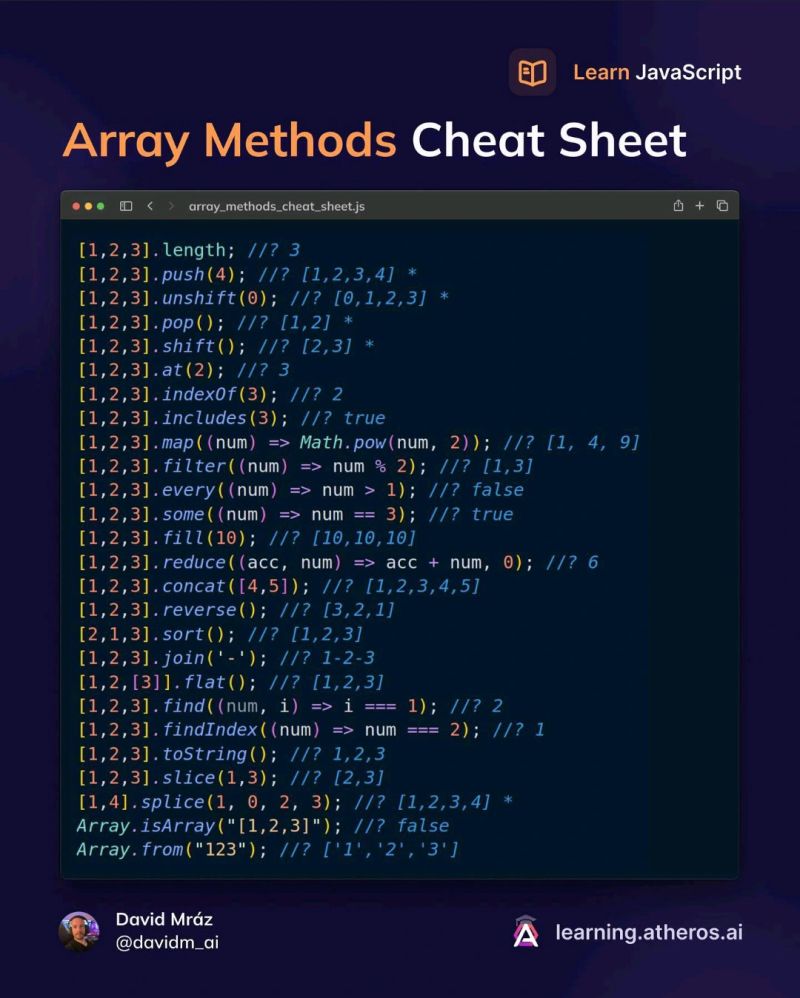 Learn JavaScript
Array Methods Cheat Sheet
array_methods_cheat_sheet.js
[1,2,3].length; //? 3
[1,2,3].push(4); //? [1,2,3,4] *
[1,2,3].unshift(0); //? [0,1,2,3] *
[1,2,3].pop(); //? [1,2] *
[1,2,3].shift(); //? [2,3] *
[1,2,3].at(2); //? 3
[1,2,3].indexOf(3); //? 2
[1,2,3].includes(3); //? true
[1,2,3].map((num) => Math.pow(num, 2)); //? [1, 4, 9]
[1,2,3].filter((num) => num % 2); //? [1,3]
[1,2,3].every((num) => num > 1); //? false
[1,2,3].some((num) => num == 3); //? true
[1,2,3].fill(10); //? [10,10,10]
[1,2,3].reduce((acc, num) => acc + num, 0); //? 6
[1,2,3].concat([4,5]); //? [1,2,3,4,5]
[1,2,3].reverse(); //? [3,2,1]
[2,1,3].sort(); //? [1,2,3]
[1,2,3].join('-'); //? 1-2-3
[1,2,[3]].flat(); //? [1,2,3]
[1,2,3].find((num, i) => i === 1); //? 2
[1,2,3].findIndex((num) => num === 2); //? 1
[1,2,3].toString(); //? 1,2,3
[1,2,3].slice(1,3); //? [2,3]
[1,4].splice(1, 0, 2, 3); //? [1,2,3,4] *
Array.isArray("[1,2,3]"); //? false
Array.from("123"); //? ['1','2','3']
David Mráz
@davidm_ai
learning.atheros.ai